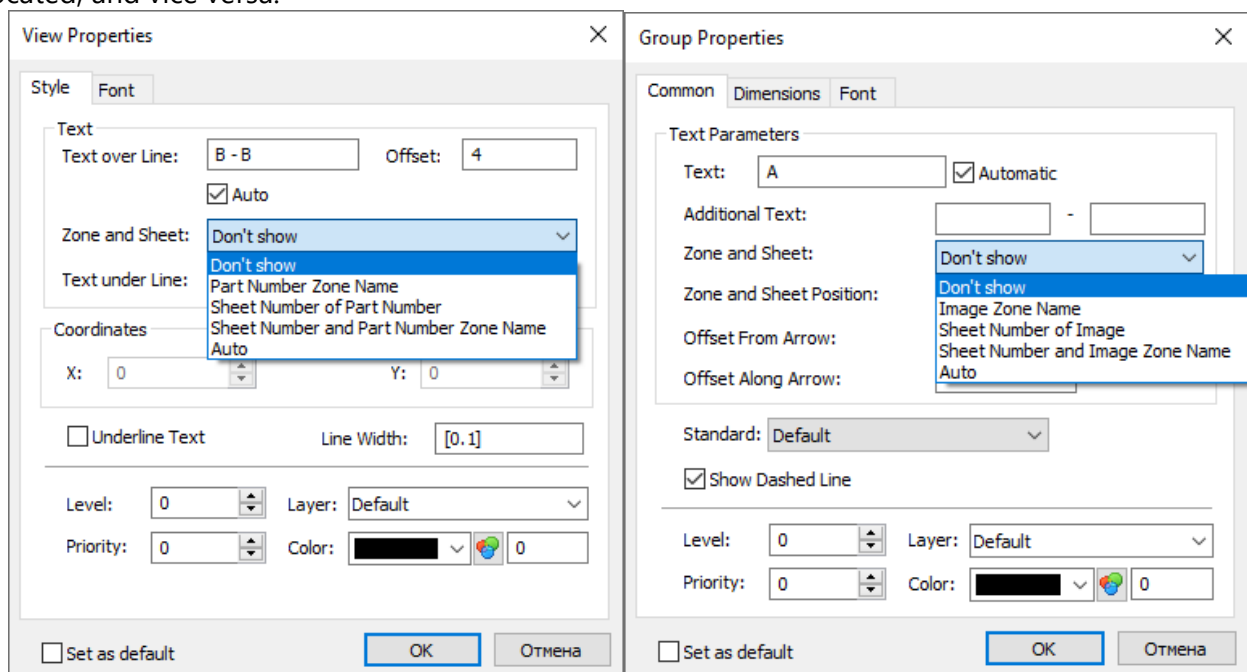 and vice versa.
View Properties
Style Font
Text
Text over Line: B - B Offset: 4
Auto
Zone and Sheet: Don't show
Don't show
Part Number Zone Name
Sheet Number of Part Number
Sheet Number and Part Number Zone Name
Auto
Text under Line:
Coordinates
X: 0 Y: 0
Underline Text Line Width: [0.1]
Level: 0 Layer: Default
Priority: 0 Color: 0
Set as default OK Отмена
Group Properties
Common Dimensions Font
Text Parameters
Text: A Automatic
Additional Text: -
Zone and Sheet: Don't show
Don't show
Image Zone Name
Sheet Number of Image
Sheet Number and Image Zone Name
Auto
Zone and Sheet Position:
Offset From Arrow:
Offset Along Arrow:
Standard: Default
Show Dashed Line
Level: 0 Layer: Default
Priority: 0 Color: 0
Set as default OK Отмена